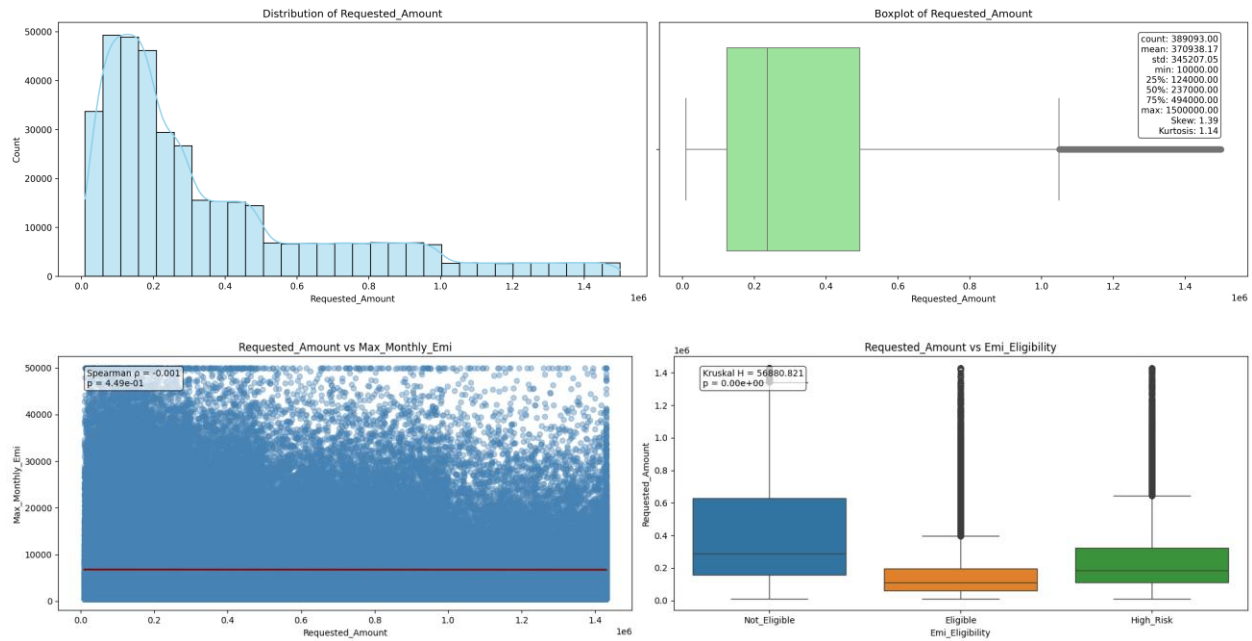 Distribution of Requested_Amount
50000
40000
30000
20000
10000
0
Count
0.0 0.2 0.4 0.6 0.8 1.0 1.2 1.4
1e6
Requested_Amount
Boxplot of Requested_Amount
count: 389093.00
mean: 370938.17
std: 345207.05
min: 10000.00
25%: 124000.00
50%: 237000.00
75%: 494000.00
max: 1500000.00
Skew: 1.39
Kurtosis: 1.14
0.0 0.2 0.4 0.6 0.8 1.0 1.2 1.4
1e6
Requested_Amount
Requested_Amount vs Max_Monthly_Emi
Spearman ρ = -0.001
p = 4.49e-01
50000
40000
30000
20000
10000
0
Max_Monthly_Emi
0.0 0.2 0.4 0.6 0.8 1.0 1.2 1.4
1e6
Requested_Amount
Requested_Amount vs Emi_Eligibility
1e6
Kruskal H = 56880.821
p = 0.00e+00
1.4
1.2
1.0
0.8
0.6
0.4
0.2
0.0
Requested_Amount
Not_Eligible Eligible High_Risk
Emi_Eligibility